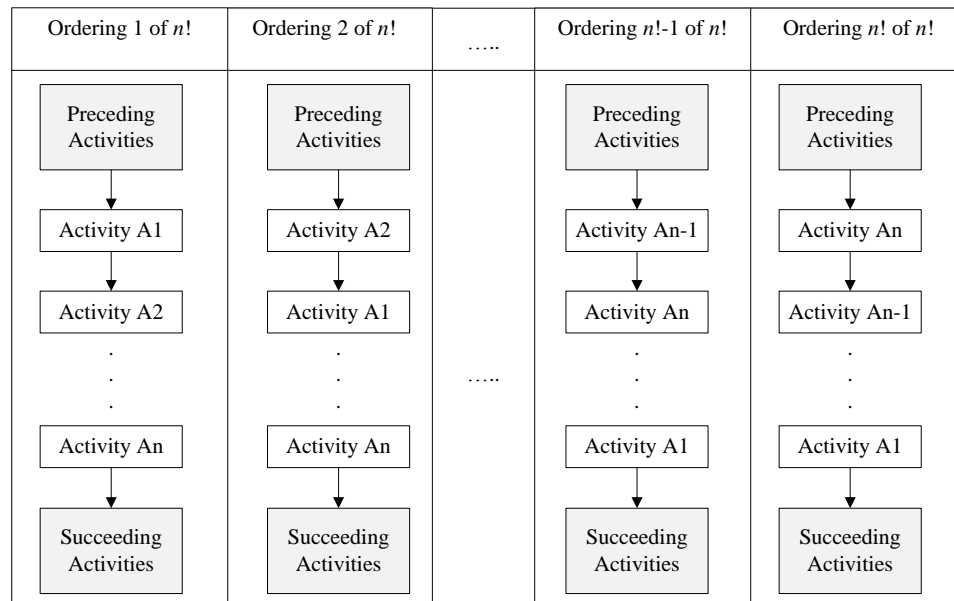 Ordering 1 of n!
Ordering 2 of n!
…..
Ordering n!-1 of n!
Ordering n! of n!
Preceding
Activities
Activity A1
Activity A2
.
.
.
Activity An
Succeeding
Activities
Preceding
Activities
Activity A2
Activity A1
.
.
.
Activity An
Succeeding
Activities
…..
Preceding
Activities
Activity An-1
Activity An
.
.
.
Activity A1
Succeeding
Activities
Preceding
Activities
Activity An
Activity An-1
.
.
.
Activity A1
Succeeding
Activities